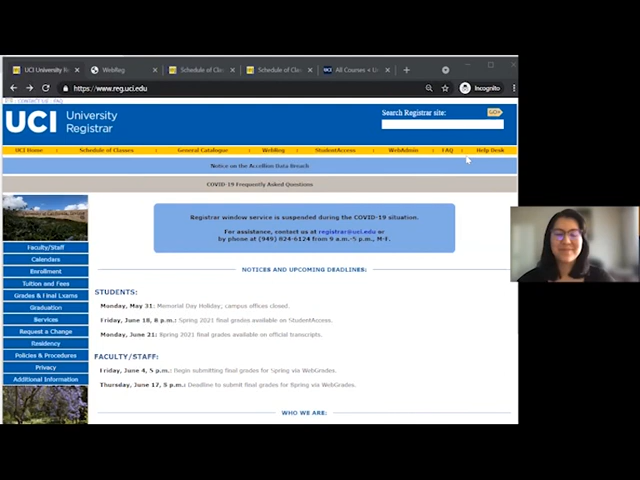 UCI University R
WebReg
Schedule of Clas
Schedule of Clas
All Courses
Incognito
https://www.reg.uci.edu
CONTACT US FAQ
UCI University Registrar
Search Registrar site:
GO
UCI Home : Schedule of Classes : General Catalogue : WebReg : StudentAccess : WebAdmin : FAQ : Help Desk
Notice on the Accellion Data Breach
COVID-19 Frequently Asked Questions
Registrar window service is suspended during the COVID-19 situation.
For assistance, contact us at registrar@uci.edu or
by phone at (949) 824-6124 from 9 a.m.-5 p.m., M-F.
Faculty/Staff
Calendars
Enrollment
Tuition and Fees
Grades & Final Exams
Graduation
Services
Request a Change
Residency
Policies & Procedures
Privacy
Additional Information
NOTICES AND UPCOMING DEADLINES:
STUDENTS:
Monday, May 31: Memorial Day Holiday, campus offices closed.
Friday, June 18, 8 p.m.: Spring 2021 final grades available on StudentAccess.
Monday, June 21: Spring 2021 final grades available on official transcripts.
FACULTY/STAFF:
Friday, June 4, 5 p.m.: Begin submitting final grades for Spring via WebGrades.
Thursday, June 17, 5 p.m.: Deadline to submit final grades for Spring via WebGrades.
WHO WE ARE: